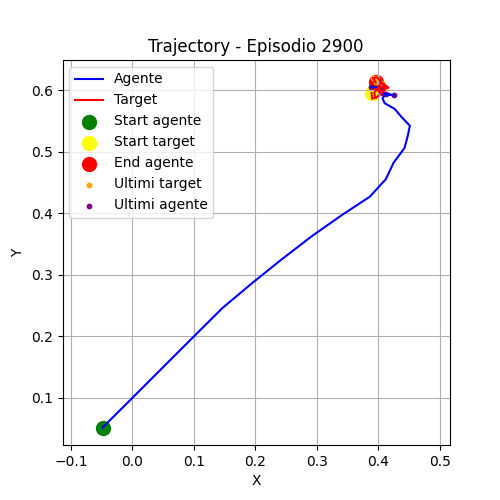 Trajectory - Episodio 2900
Agente
Target
Start agente
Start target
End agente
Ultimi target
Ultimi agente
Y
0.6
0.5
0.4
0.3
0.2
0.1
−0.1
0.0
0.1
0.2
0.3
0.4
0.5
X